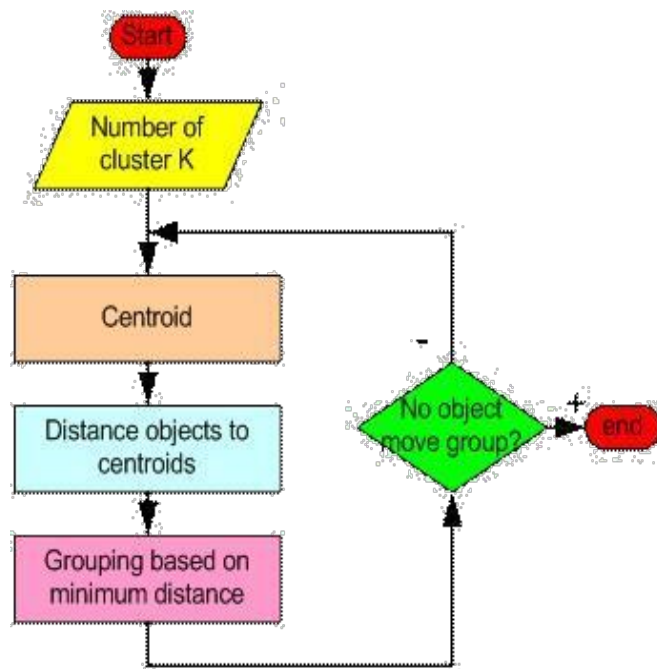 Start
Number of
cluster K
Centroid
Distance objects to
centroids
Grouping based on
minimum distance
-
No object
move group?
+
end